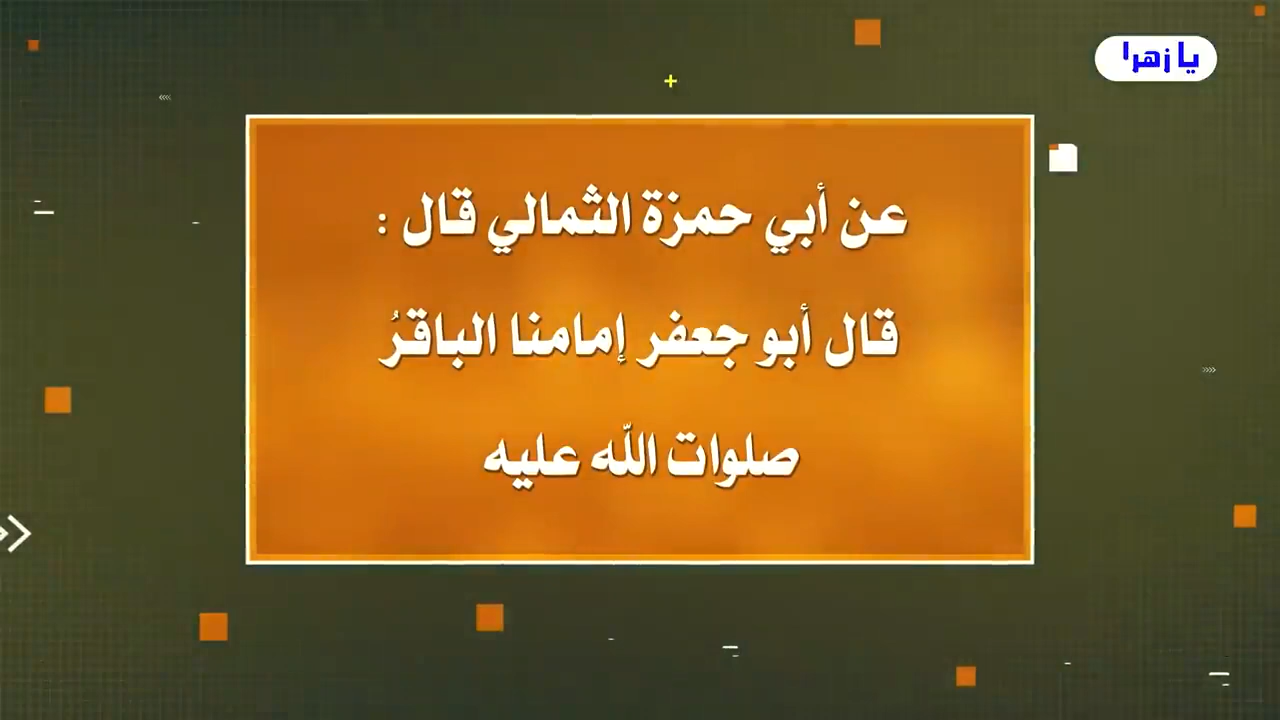 يا زهرا
عن أبي حمزة الثمالي قال :
قال أبو جعفر إمامنا الباقرُ
صلوات اللّه عليه